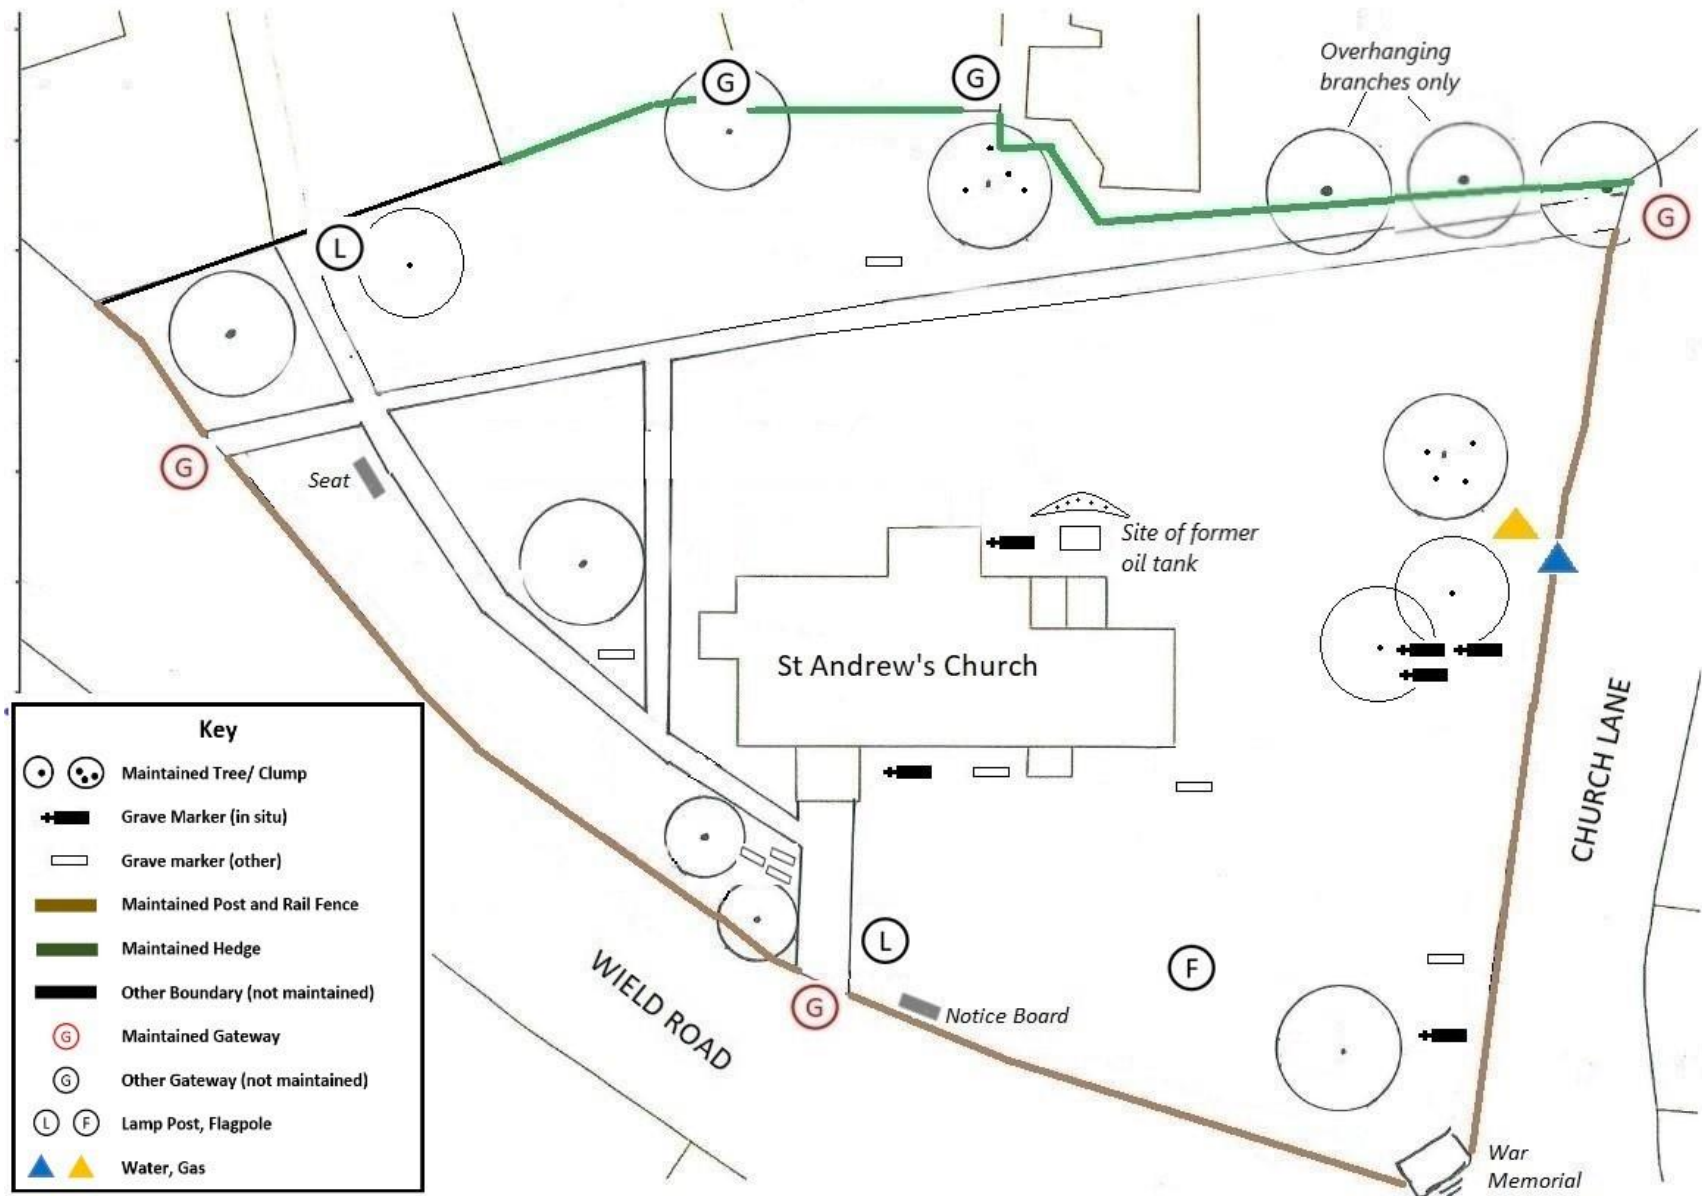 Overhanging
branches only
G
G
G
L
G
Seat
Site of former
oil tank
St Andrew's Church
CHURCH LANE
L
F
G
Notice Board
WIELD ROAD
War
Memorial
Key
Maintained Tree/ Clump
Grave Marker (in situ)
Grave marker (other)
Maintained Post and Rail Fence
Maintained Hedge
Other Boundary (not maintained)
G Maintained Gateway
G Other Gateway (not maintained)
L F Lamp Post, Flagpole
Water, Gas